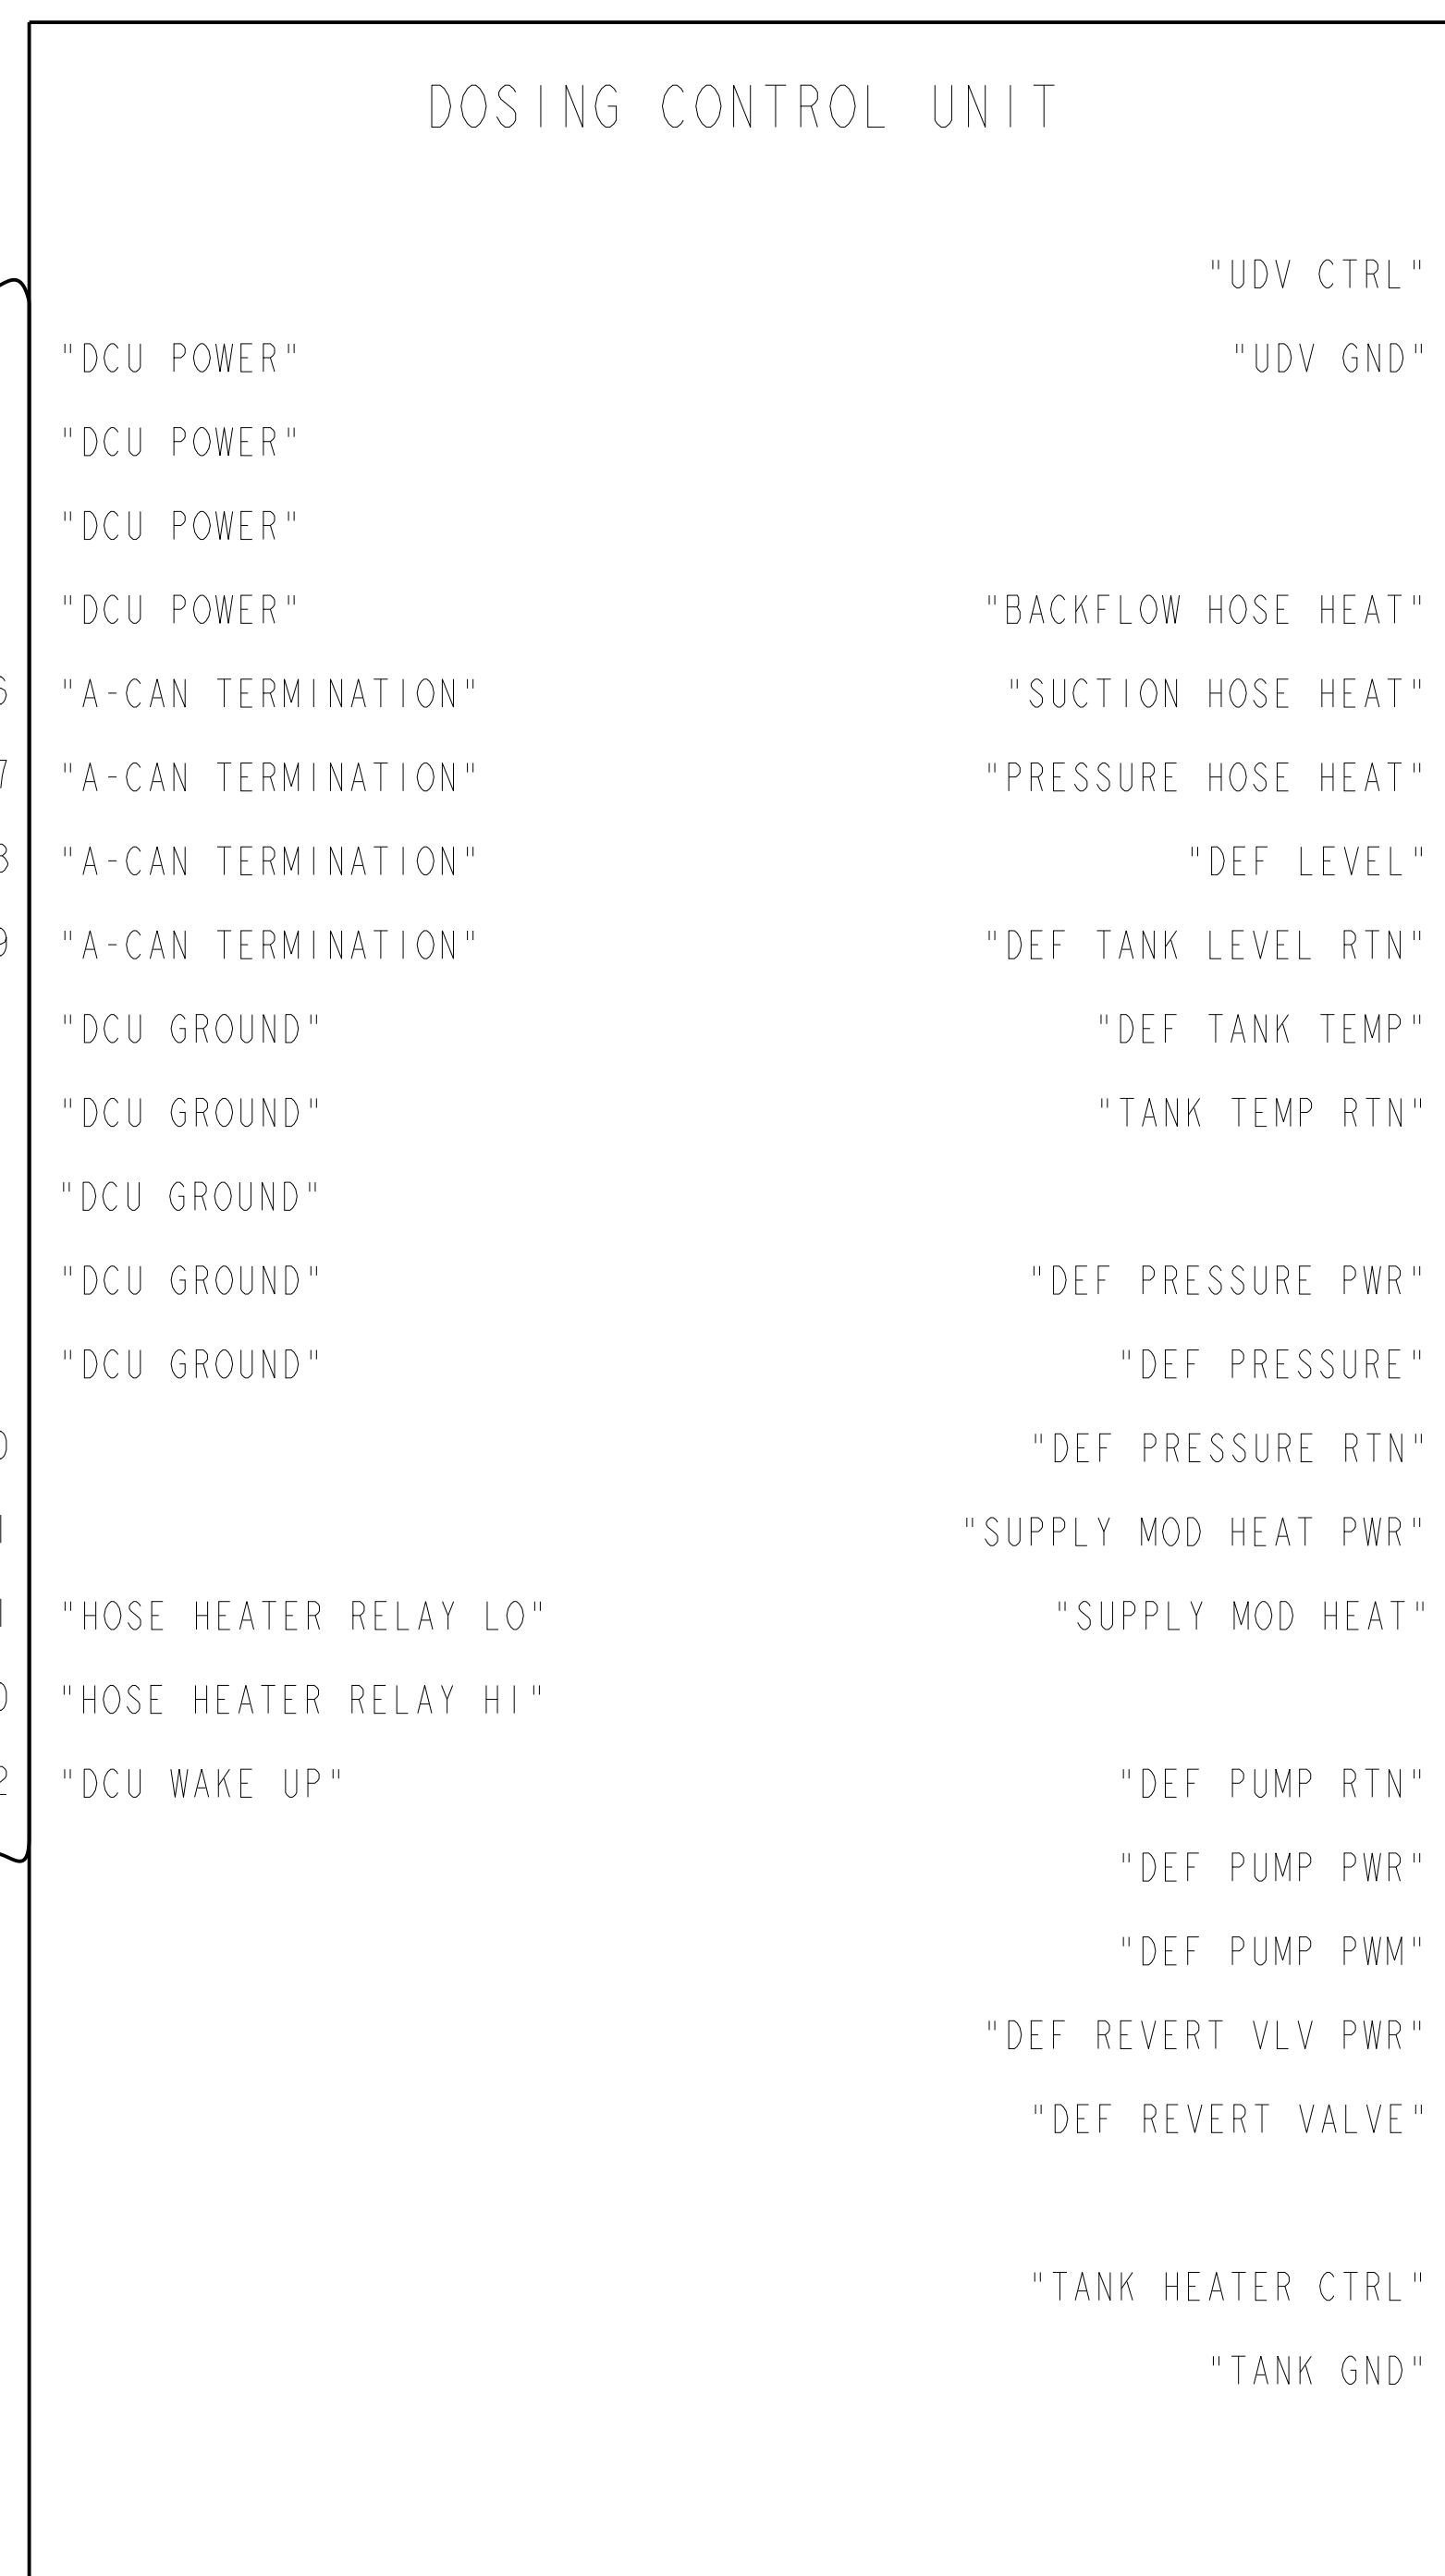 DOSING CONTROL UNIT
"UDV CTRL"
"DCU POWER" "UDV GND"
"DCU POWER"
"DCU POWER"
"DCU POWER" "BACKFLOW HOSE HEAT"
"A-CAN TERMINATION" "SUCTION HOSE HEAT"
7 "A-CAN TERMINATION" "PRESSURE HOSE HEAT"
"A-CAN TERMINATION" "DEF LEVEL"
9 "A-CAN TERMINATION" "DEF TANK LEVEL RTN"
"DCU GROUND" "DEF TANK TEMP"
"DCU GROUND" "TANK TEMP RTN"
"DCU GROUND"
"DCU GROUND" "DEF PRESSURE PWR"
"DCU GROUND" "DEF PRESSURE"
"DEF PRESSURE RTN"
"SUPPLY MOD HEAT PWR"
"HOSE HEATER RELAY LO" "SUPPLY MOD HEAT"
"HOSE HEATER RELAY HI"
2 "DCU WAKE UP" "DEF PUMP RTN"
"DEF PUMP PWR"
"DEF PUMP PWM"
"DEF REVERT VLV PWR"
"DEF REVERT VALVE"
"TANK HEATER CTRL"
"TANK GND"